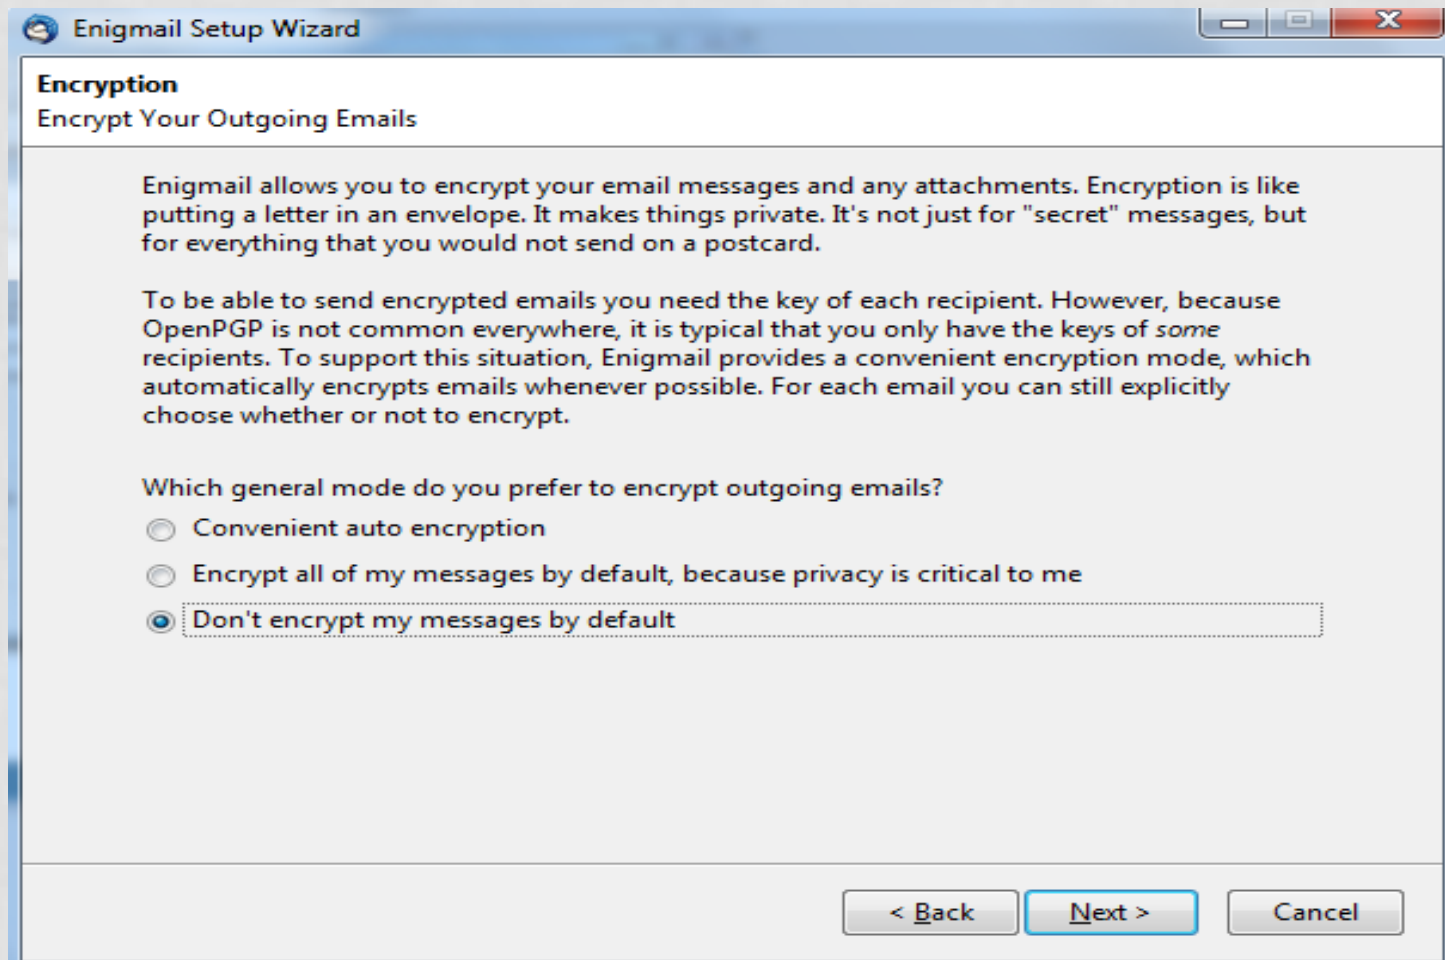 Enigmail Setup Wizard
Encryption
Encrypt Your Outgoing Emails
Enigmail allows you to encrypt your email messages and any attachments. Encryption is like
putting a letter in an envelope. It makes things private. It's not just for "secret" messages, but
for everything that you would not send on a postcard.
To be able to send encrypted emails you need the key of each recipient. However, because
OpenPGP is not common everywhere, it is typical that you only have the keys of some
recipients. To support this situation, Enigmail provides a convenient encryption mode, which
automatically encrypts emails whenever possible. For each email you can still explicitly
choose whether or not to encrypt.
Which general mode do you prefer to encrypt outgoing emails?
Convenient auto encryption
Encrypt all of my messages by default, because privacy is critical to me
Don't encrypt my messages by default
< Back Next > Cancel